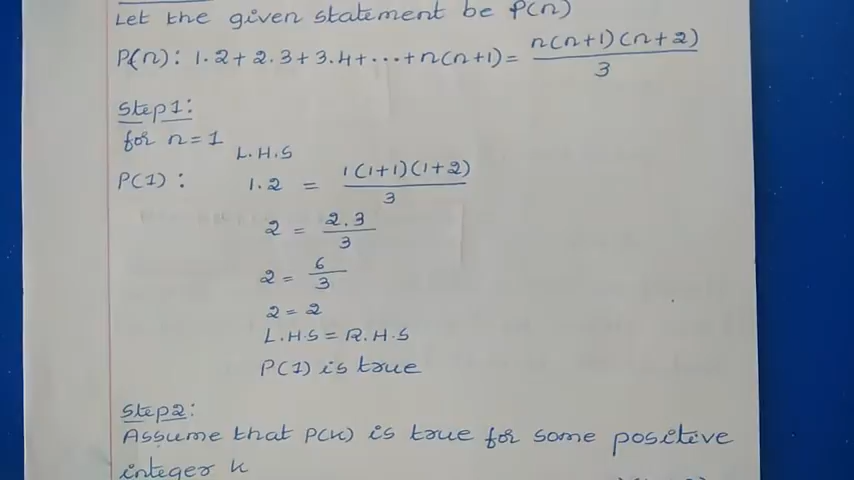 Let the given statement be P(n)
P(n): 1.2+2.3+3.4+...+n(n+1)= n(n+1)(n+2)/3
Step1:
for n=1
L.H.S
P(1): 1.2 = 1(1+1)(1+2)/3
2 = 2.3/3
2 = 6/3
2=2
L.H.S=R.H.S
P(1) is true
Step2:
Assume that P(k) is true for some positive
integer k